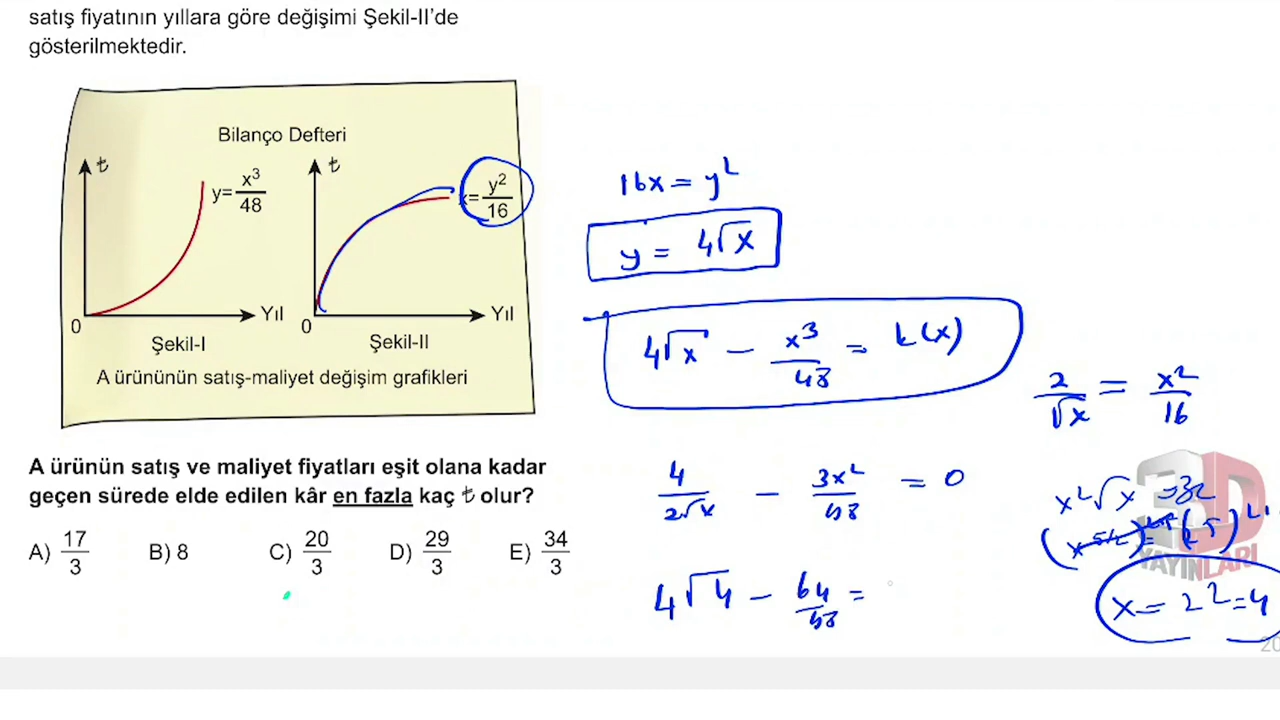 satış fiyatının yıllara göre değişimi Şekil-II'de
gösterilmektedir.
Bilanço Defteri
₺
y=x³/48
Yıl
0
Şekil-I
₺
x=y²/16
Yıl
0
Şekil-II
A ürününün satış-maliyet değişim grafikleri
A ürünün satış ve maliyet fiyatları eşit olana kadar
geçen sürede elde edilen kâr en fazla kaç ₺ olur?
A) 17/3 B) 8 C) 20/3 D) 29/3 E) 34/3
16x = y²
y = 4√x
4√x - x³/48 = k(x)
4/2√x - 3x²/48 = 0
4√4 - 64/48 =
2/√x = x²/16
x²√x = 32
x = 2² = 4
3D
YAYINLARI
20